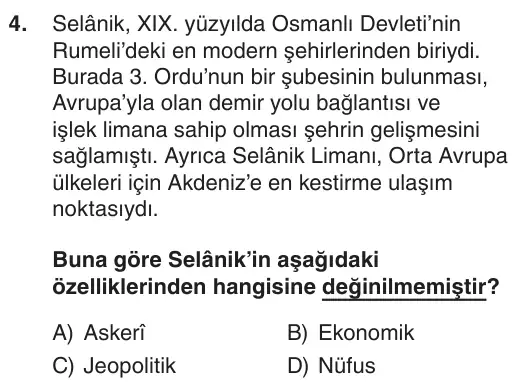 4. Selânik, XIX. yüzyılda Osmanlı Devleti’nin
Rumeli’deki en modern şehirlerinden biriydi.
Burada 3. Ordu’nun bir şubesinin bulunması,
Avrupa’yla olan demir yolu bağlantısı ve
işlek limana sahip olması şehrin gelişmesini
sağlamıştı. Ayrıca Selânik Limanı, Orta Avrupa
ülkeleri için Akdeniz’e en kestirme ulaşım
noktasıydı.
Buna göre Selânik’in aşağıdaki
özelliklerinden hangisine değinilmemiştir?
A) Askerî B) Ekonomik
C) Jeopolitik D) Nüfus